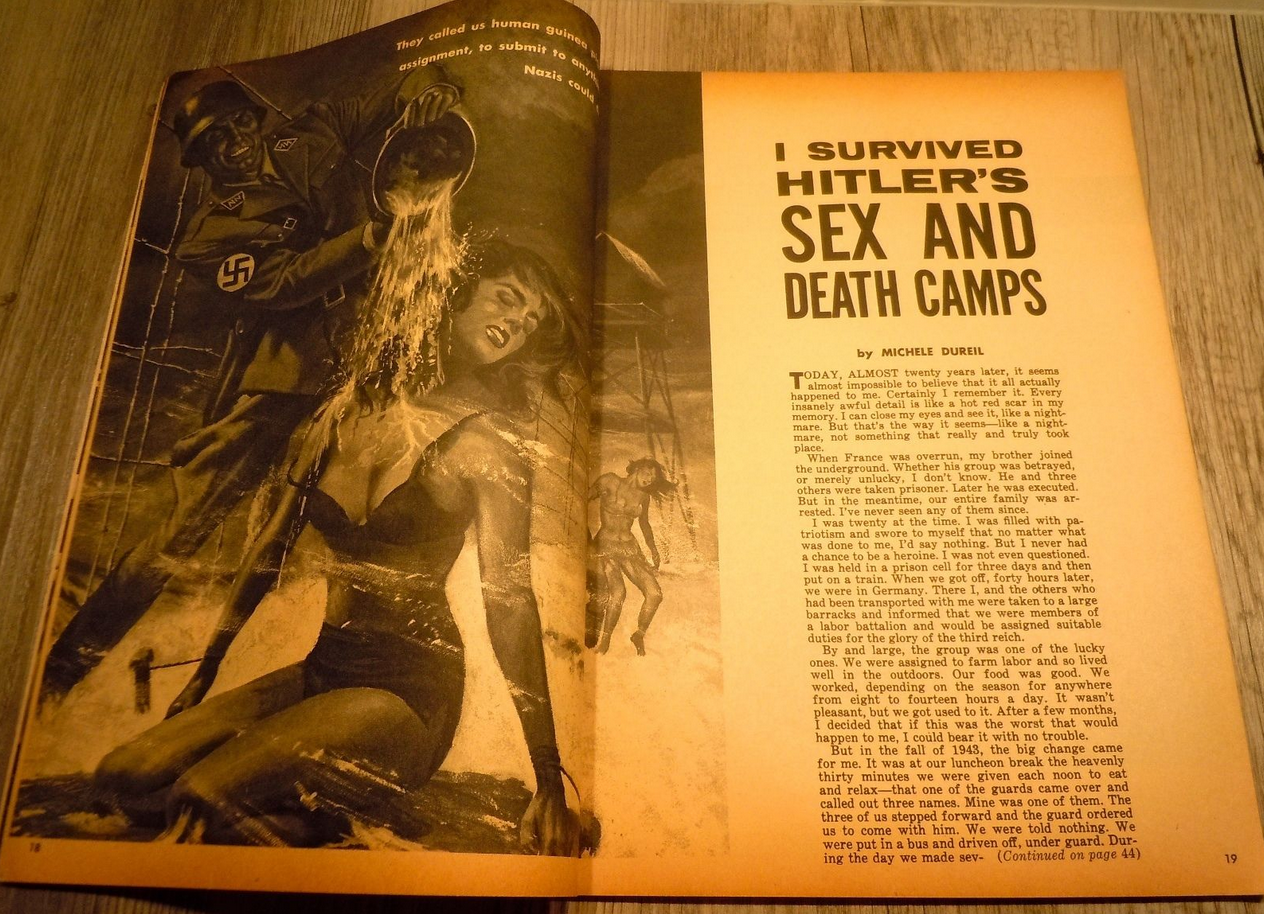 They called us human guinea
assignment, to submit to
Nazis could
I SURVIVED
HITLER'S
SEX AND
DEATH CAMPS
by MICHELE DUREIL
TODAY, ALMOST twenty years later, it seems
almost impossible to believe that it all actually
happened to me. Certainly I remember it. Every
insanely awful detail is like a hot red scar in my
memory. I can close my eyes and see it, like a night-
mare. But that's the way it seems—like a night-
mare, not something that really and truly took
place.
When France was overrun, my brother joined
the underground. Whether his group was betrayed,
or merely unlucky, I don't know. He and three
others were taken prisoner. Later he was executed.
But in the meantime, our entire family was ar-
rested. I've never seen any of them since.
I was twenty at the time. I was filled with pa-
triotism and swore to myself that no matter what
was done to me, I'd say nothing. But I never had
a chance to be a heroine. I was not even questioned.
I was held in a prison cell for three days and then
put on a train. When we got off, forty hours later,
we were in Germany. There I, and the others who
had been transported with me were taken to a large
barracks and informed that we were members of
a labor battalion and would be assigned suitable
duties for the glory of the third reich.
By and large, the group was one of the lucky
ones. We were assigned to farm labor and so lived
well in the outdoors. Our food was good. We
worked, depending on the season for anywhere
from eight to fourteen hours a day. It wasn't
pleasant, but we got used to it. After a few months,
I decided that if this was the worst that would
happen to me, I could bear it with no trouble.
But in the fall of 1943, the big change came
for me. It was at our luncheon break the heavenly
thirty minutes we were given each noon to eat
and relax—that one of the guards came over and
called out three names. Mine was one of them. The
three of us stepped forward and the guard ordered
us to come with him. We were told nothing. We
were put in a bus and driven off, under guard. Dur-
ing the day we made sev- (Continued on page 44)
18
19